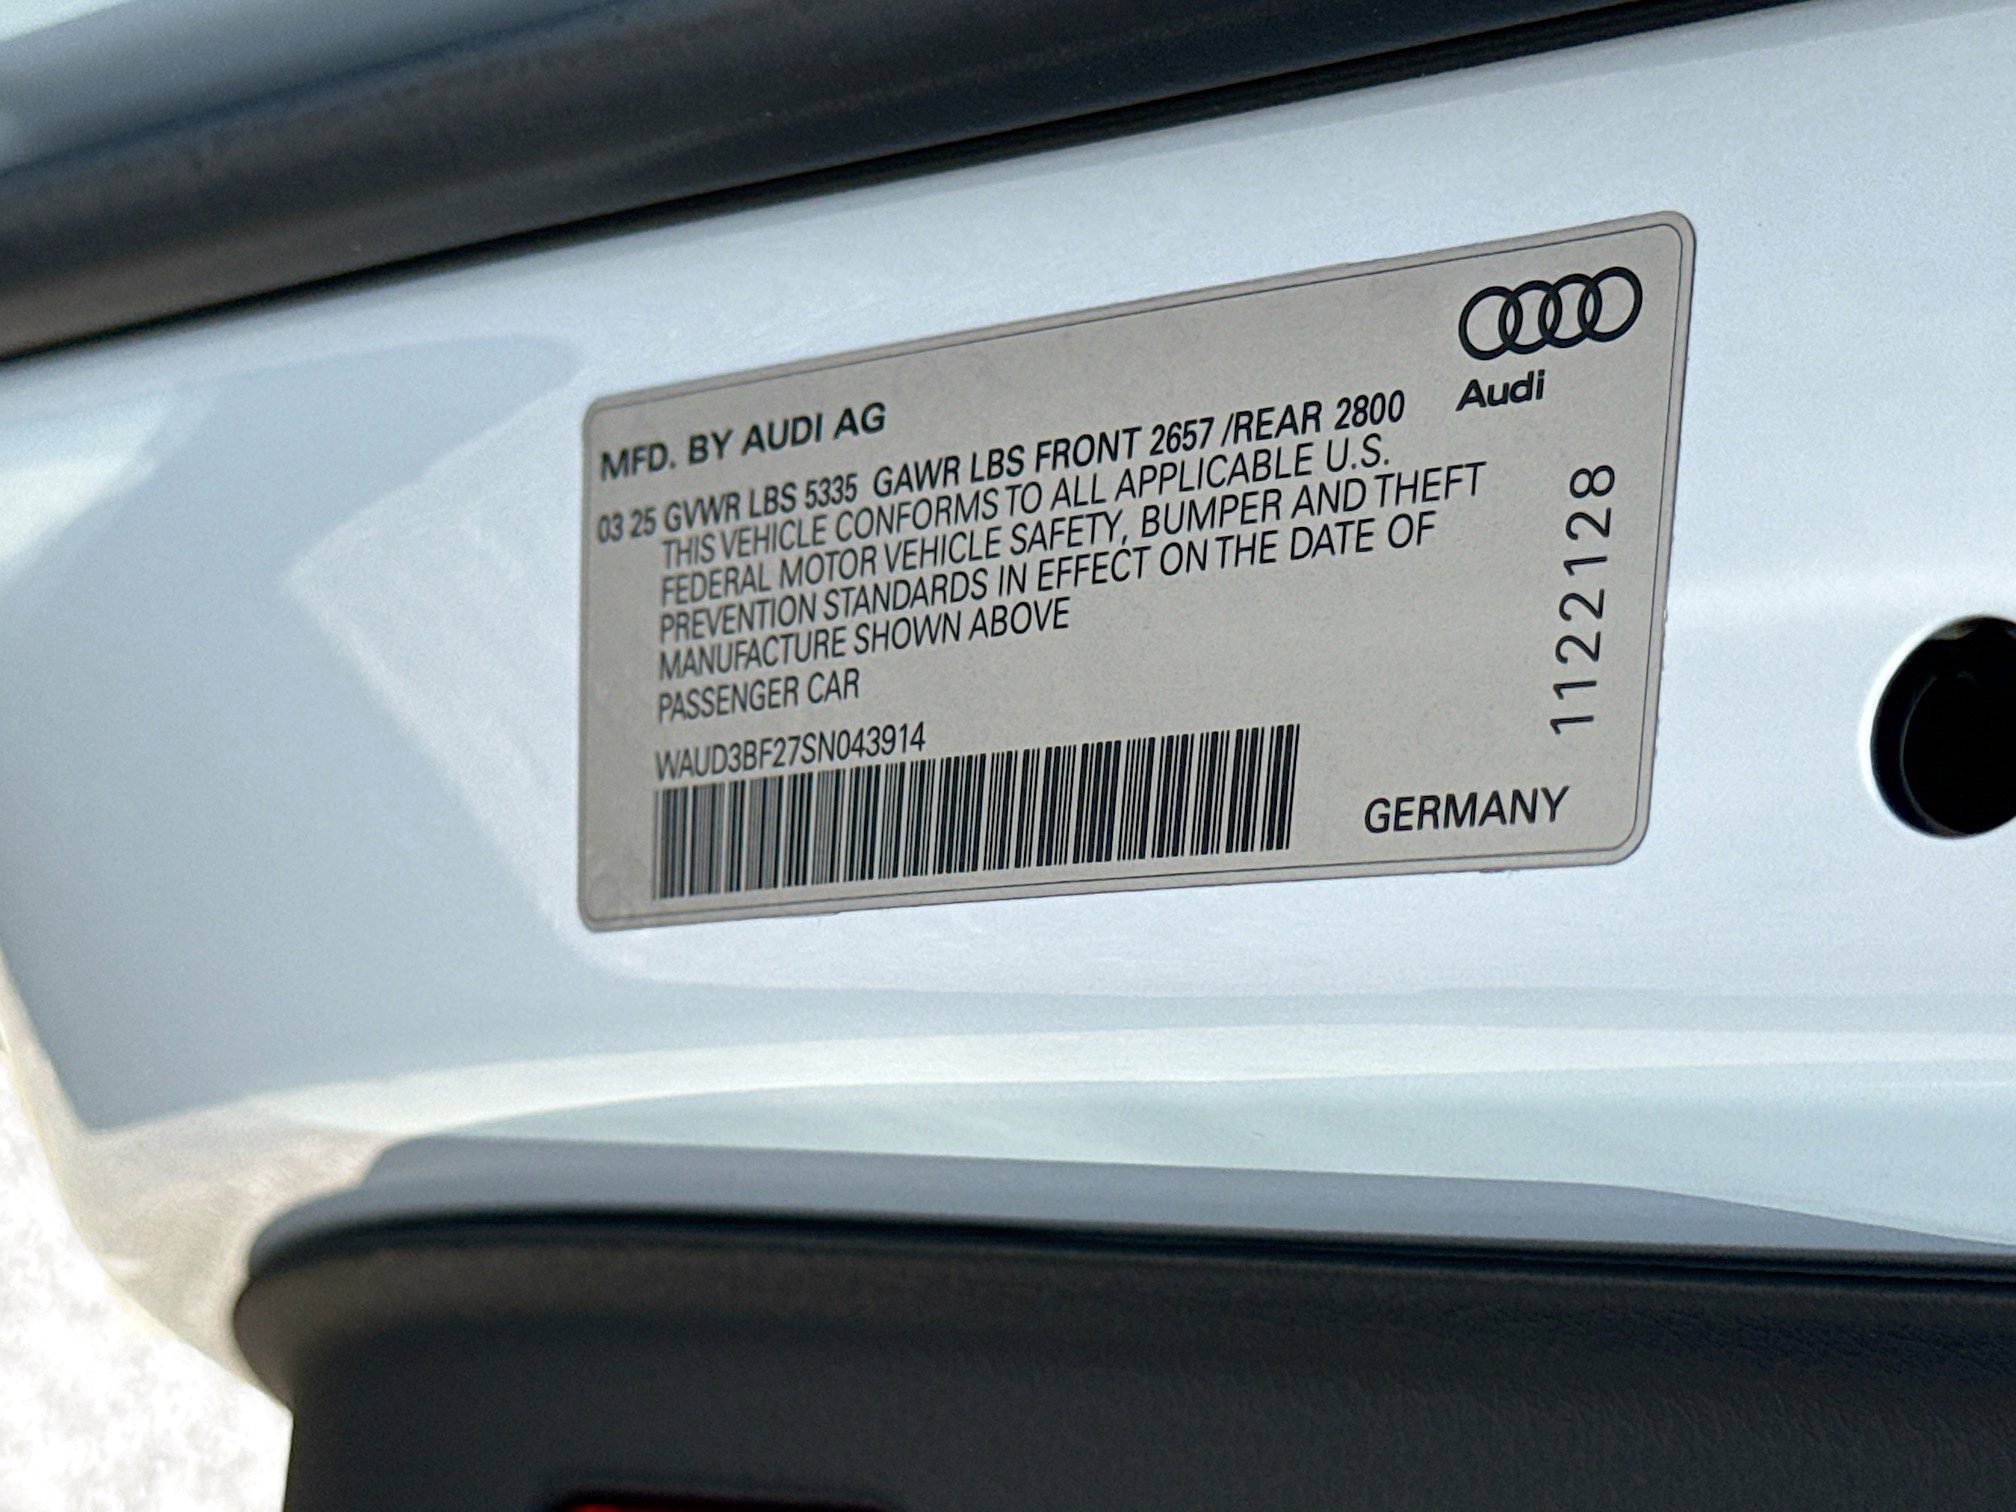 Audi
MFD. BY AUDI AG
03 25 GVWR LBS 5335 GAWR LBS FRONT 2657 /REAR 2800
THIS VEHICLE CONFORMS TO ALL APPLICABLE U.S.
FEDERAL MOTOR VEHICLE SAFETY, BUMPER AND THEFT
PREVENTION STANDARDS IN EFFECT ON THE DATE OF
MANUFACTURE SHOWN ABOVE
PASSENGER CAR
WAUD3BF27SN043914
GERMANY
1122128